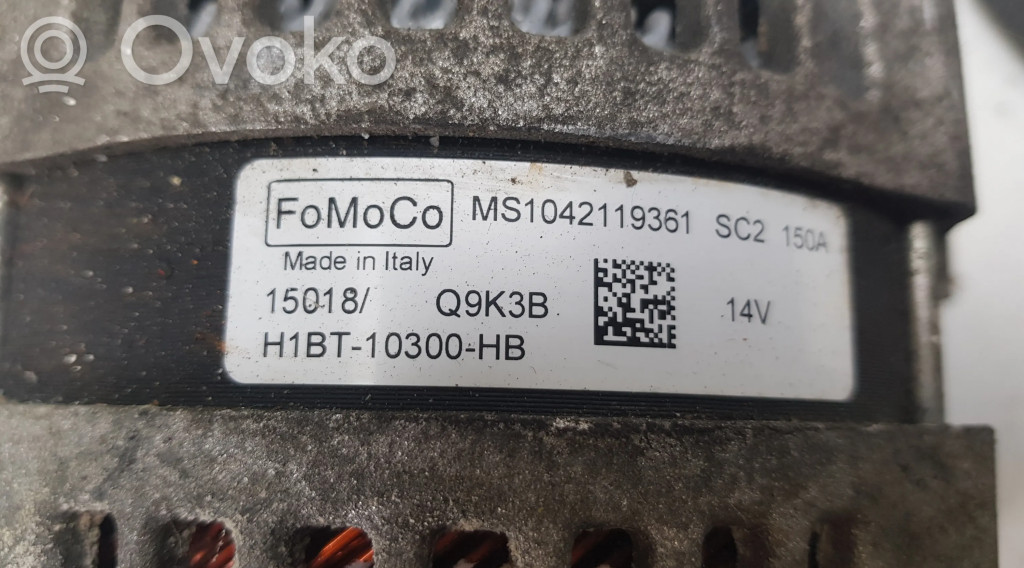 Ovoko
FoMoCo MS1042119361 SC2 150A
Made in Italy
15018/ Q9K3B 14V
H1BT-10300-HB